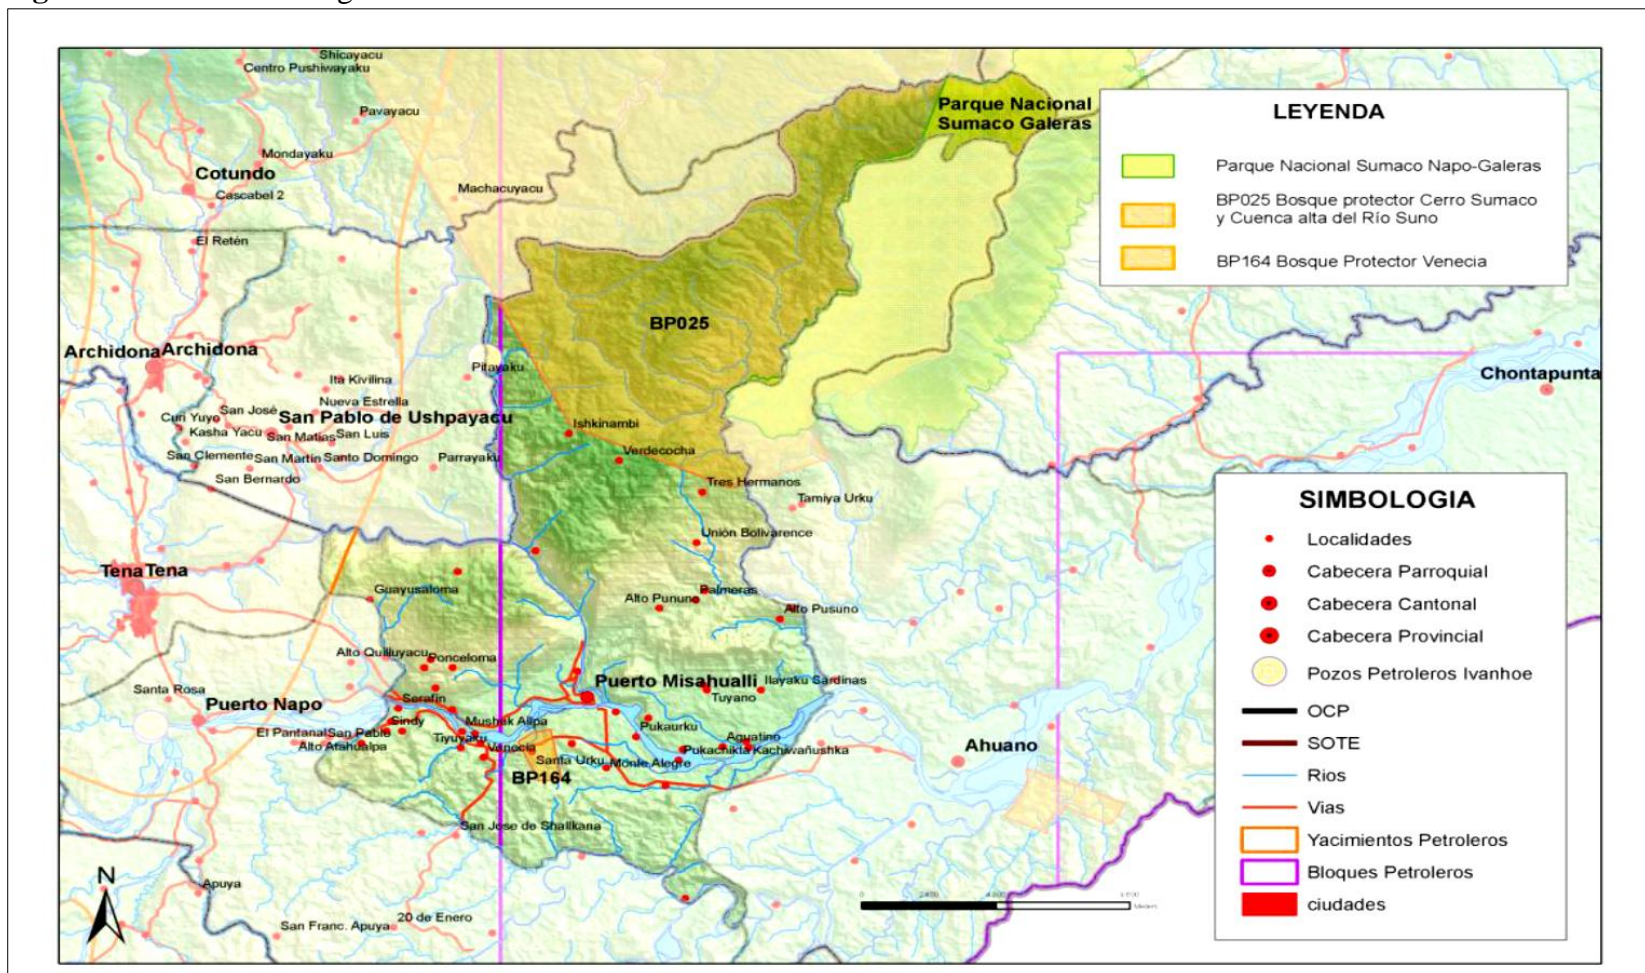 Shicayacu
Centro Pushiwayaku
Pavayacu
Mondayaku
Cotundo
Cascabel 2
Machacuyacu
El Retén
Parque Nacional
Sumaco Galeras
LEYENDA
Parque Nacional Sumaco Napo-Galeras
BP025 Bosque protector Cerro Sumaco
y Cuenca alta del Río Suno
BP164 Bosque Protector Venecia
BP025
Archidona Archidona
Pitayaku
Ita Kivilina
Nueva Estrella
San José
Curi Yuyo
San Pablo de Ushpayacu
Kasha Yacu
San Matias
San Luis
San Clemente
San Martin
Santo Domingo
Parrayaku
San Bernardo
Ishkinambi
Verdecocha
Tres Hermanos
Tamiya Urku
Unión Bolivarence
Chontapunta
Tena Tena
Guayusaloma
Alto Pununo
Palmeras
Alto Pusuno
Alto Quilluyacu
Ponceloma
Santa Rosa
Puerto Napo
Serafin
Puerto Misahualli
Ilayaku Sardinas
Tuyano
El Pantanal
San Pablo
Sindy
Mushuk Allpa
Pukaurku
Alto Atahualpa
Tiyuyaku
Venecia
Aguatino
Pukachikta
Kachiwañushka
Santa Urku
Monte Alegre
BP164
Ahuano
San Jose de Shalikana
Apuya
San Franc. Apuya
20 de Enero
N
0
SIMBOLOGIA
Localidades
Cabecera Parroquial
Cabecera Cantonal
Cabecera Provincial
Pozos Petroleros Ivanhoe
OCP
SOTE
Rios
Vias
Yacimientos Petroleros
Bloques Petroleros
ciudades